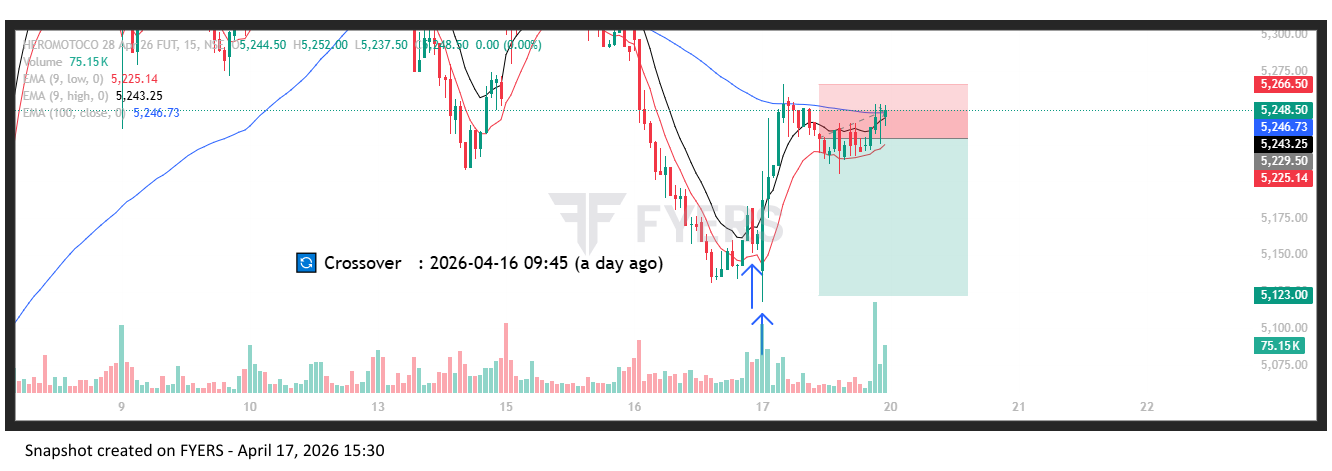 HEROMOTOCO 28 Apr 26 FUT, 15, NSE O5,244.50 H5,252.00 L5,237.50 C5,248.50 0.00 (0.00%)
Volume 75.15K
EMA (9, low, 0) 5,225.14
EMA (9, high, 0) 5,243.25
EMA (100, close, 0) 5,246.73
5,300.00
5,275.00
5,266.50
5,248.50
5,246.73
5,243.25
5,229.50
5,225.14
FYERS
5,175.00
5,150.00
Crossover : 2026-04-16 09:45 (a day ago)
5,123.00
5,100.00
75.15K
5,075.00
9 10 13 15 16 17 20 21 22
Snapshot created on FYERS - April 17, 2026 15:30